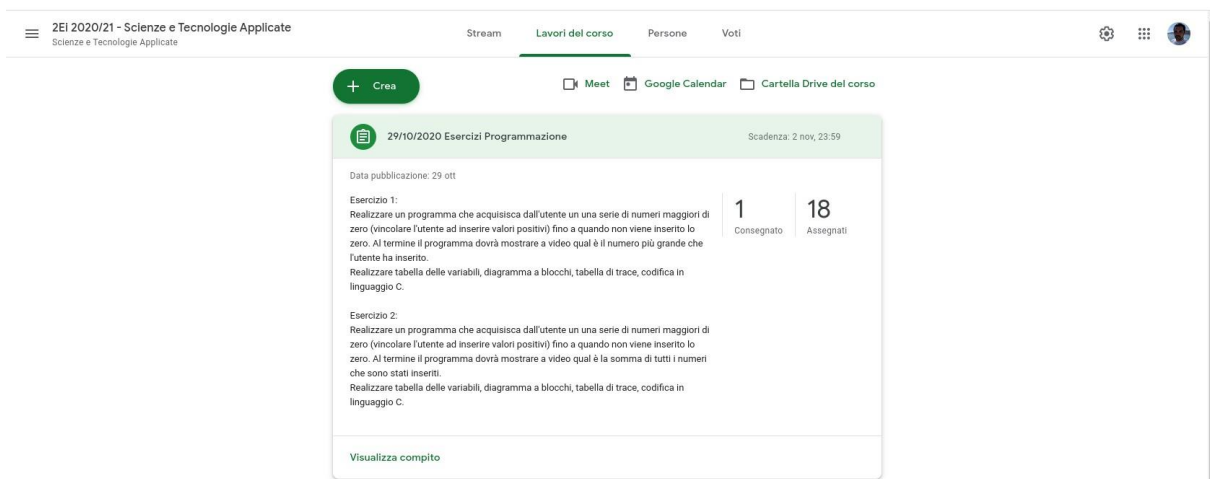 2EI 2020/21 - Scienze e Tecnologie Applicate
Scienze e Tecnologie Applicate
Stream Lavori del corso Persone Voti
Crea
Meet Google Calendar Cartella Drive del corso
29/10/2020 Esercizi Programmazione Scadenza: 2 nov, 23:59
Data pubblicazione: 29 ott
Esercizio 1:
Realizzare un programma che acquisisca dall'utente un una serie di numeri maggiori di
zero (vincolare l'utente ad inserire valori positivi) fino a quando non viene inserito lo
zero. Al termine il programma dovrà mostrare a video qual è il numero più grande che
l'utente ha inserito.
Realizzare tabella delle variabili, diagramma a blocchi, tabella di trace, codifica in
linguaggio C.
1 18
Consegnato Assegnati
Esercizio 2:
Realizzare un programma che acquisisca dall'utente un una serie di numeri maggiori di
zero (vincolare l'utente ad inserire valori positivi) fino a quando non viene inserito lo
zero. Al termine il programma dovrà mostrare a video qual è la somma di tutti i numeri
che sono stati inseriti.
Realizzare tabella delle variabili, diagramma a blocchi, tabella di trace, codifica in
linguaggio C.
Visualizza compito